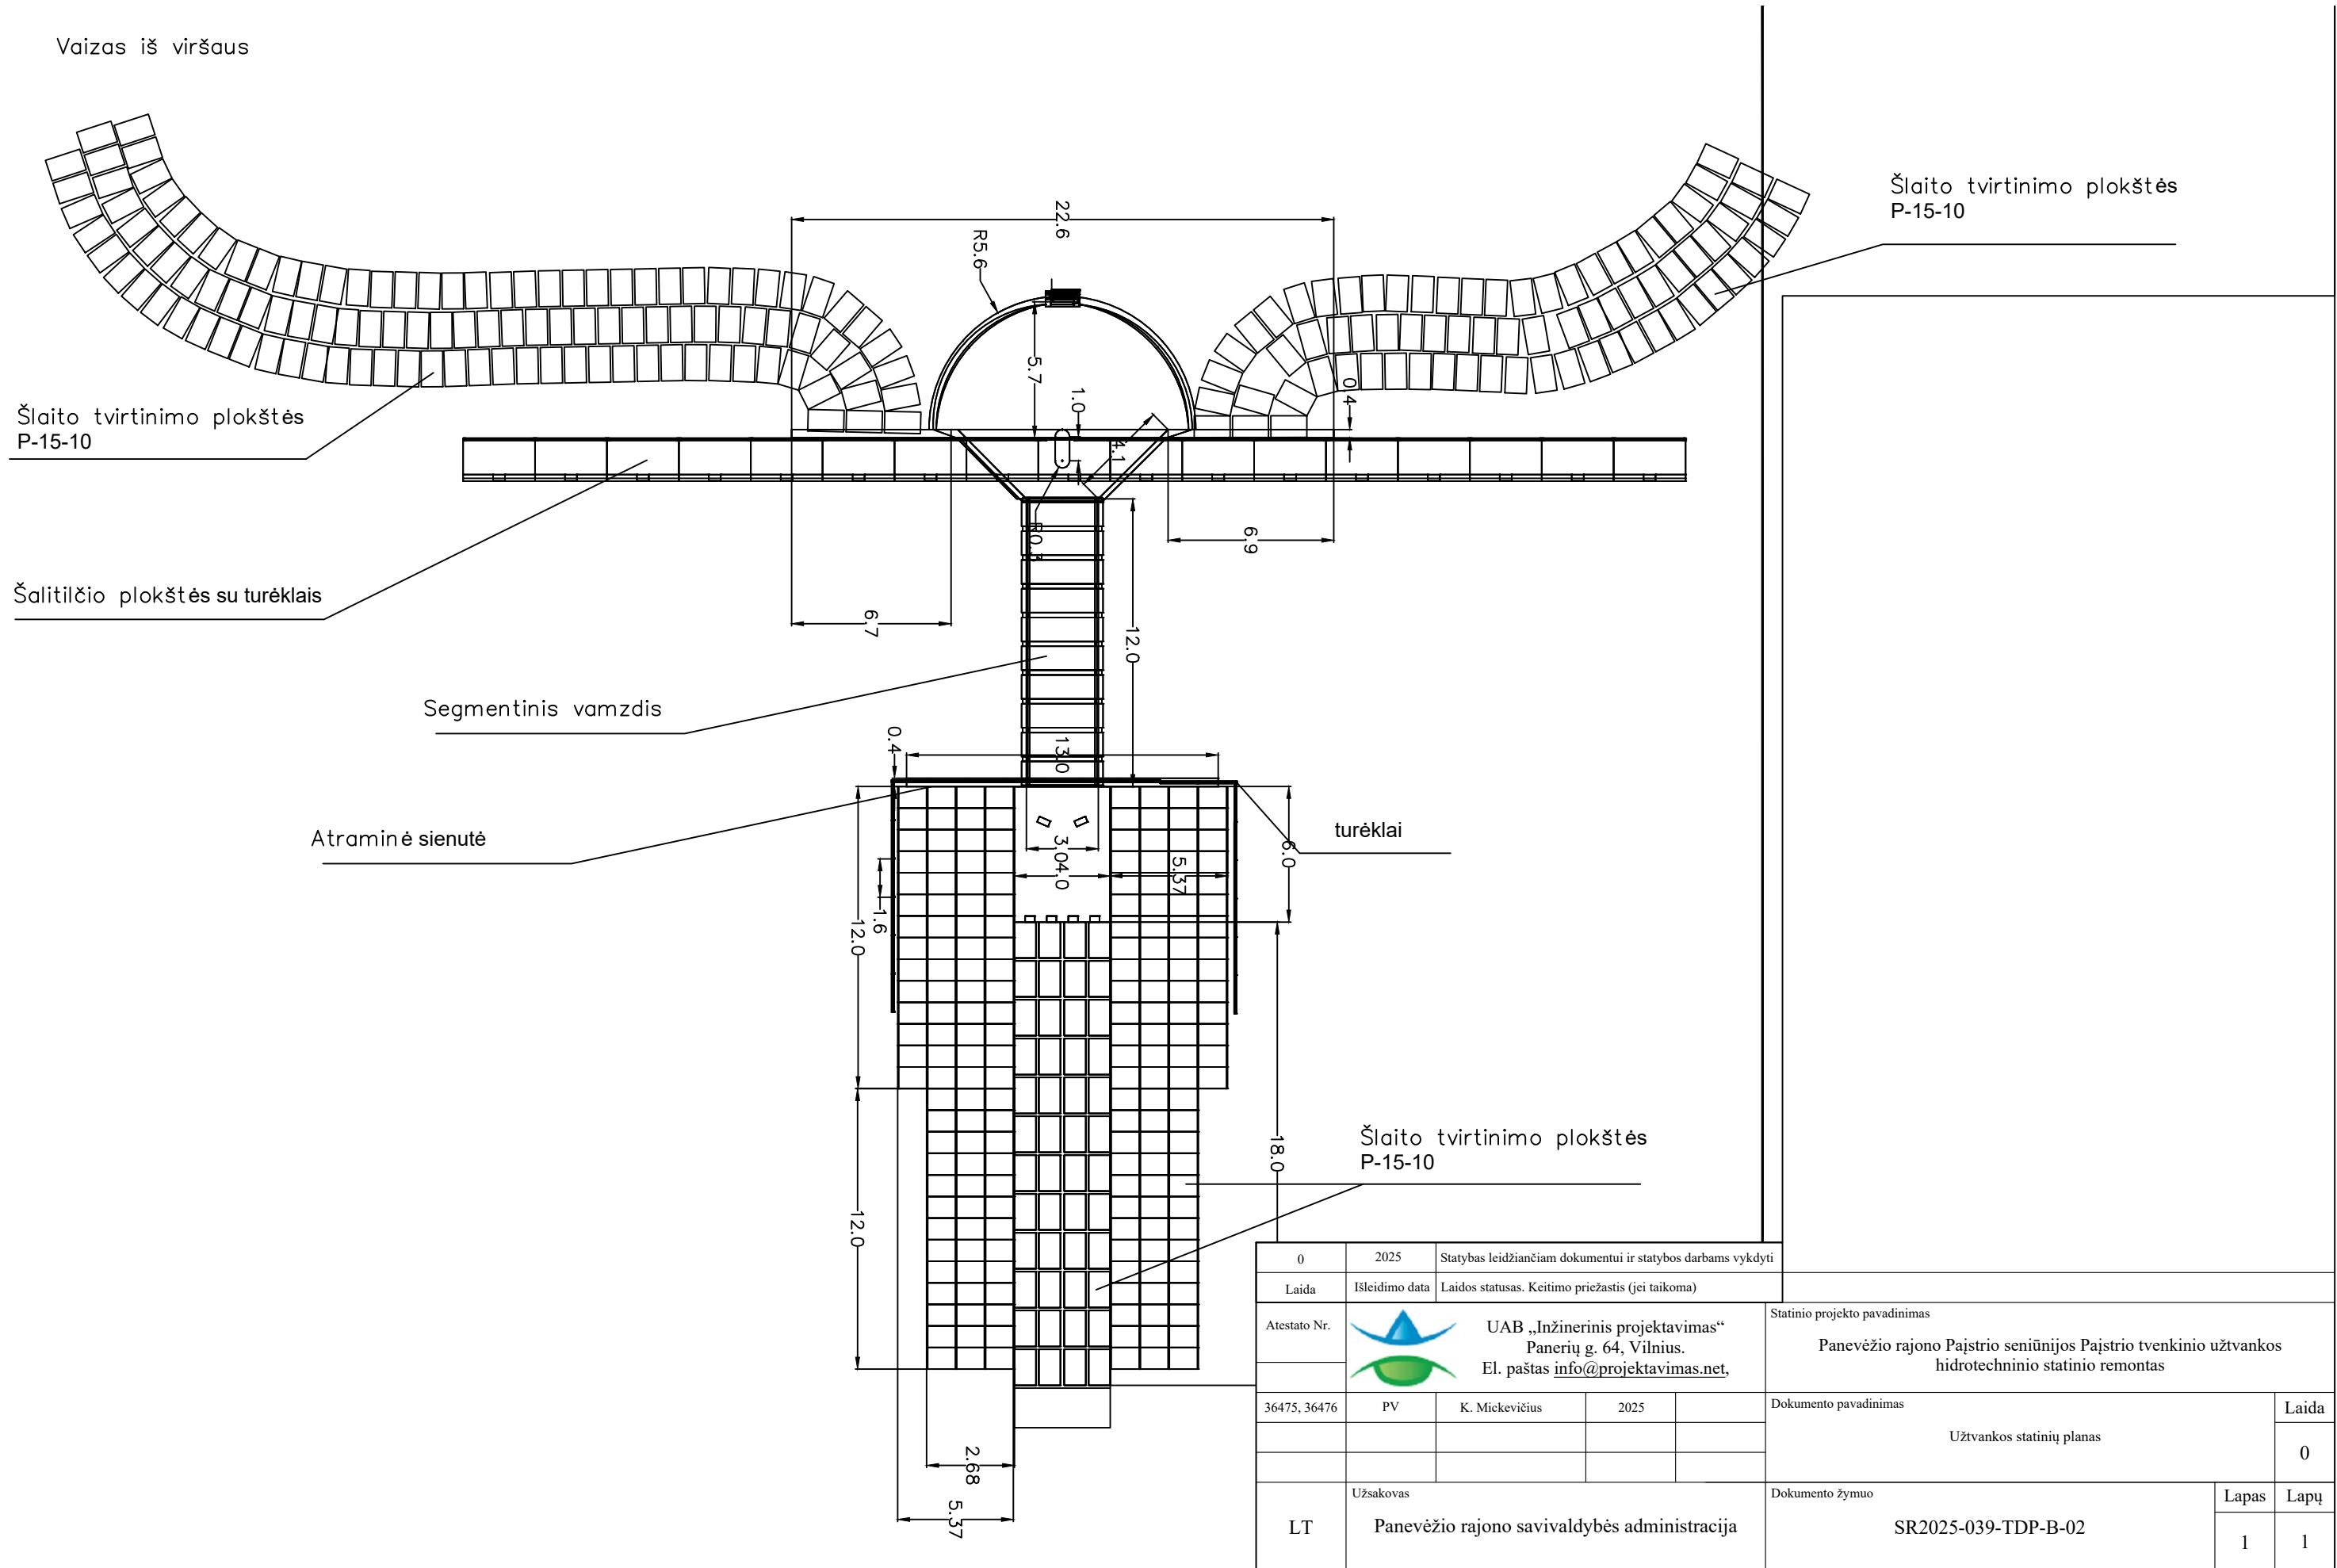 Vaizas iš viršaus
Šlaito tvirtinimo plokštės
P-15-10
22.6
R5.6
5.7
1.0
4.1
0.4
Šlaito tvirtinimo plokštės
P-15-10
6.9
6.7
Šalitilčio plokštės su turėklais
12.0
Segmentinis vamzdis
0.4
13.0
Atraminė sienutė
turėklai
3.0
4.0
5.37
6.0
1.6
12.0
18.0
Šlaito tvirtinimo plokštės
P-15-10
12.0
2.68
5.37
0 2025 Statybas leidžiančiam dokumentui ir statybos darbams vykdyti
Laida Išleidimo data Laidos statusas. Keitimo priežastis (jei taikoma)
Atestato Nr.
UAB „Inžinerinis projektavimas“
Panerių g. 64, Vilnius.
El. paštas info@projektavimas.net,
Statinio projekto pavadinimas
Panevėžio rajono Paįstrio seniūnijos Paįstrio tvenkinio užtvankos
hidrotechninio statinio remontas
36475, 36476 PV K. Mickevičius 2025
Dokumento pavadinimas
Užtvankos statinių planas
Laida
0
LT
Užsakovas
Panevėžio rajono savivaldybės administracija
Dokumento žymuo
SR2025-039-TDP-B-02
Lapas Lapų
1 1